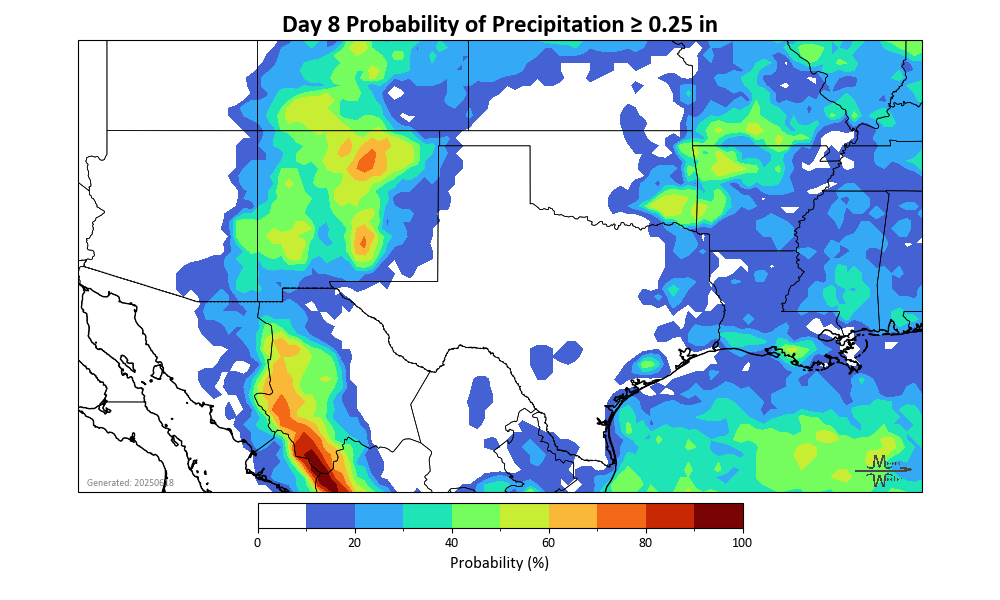 Day 8 Probability of Precipitation ≥ 0.25 in
Generated: 20250618
0 20 40 60 80 100
Probability (%)